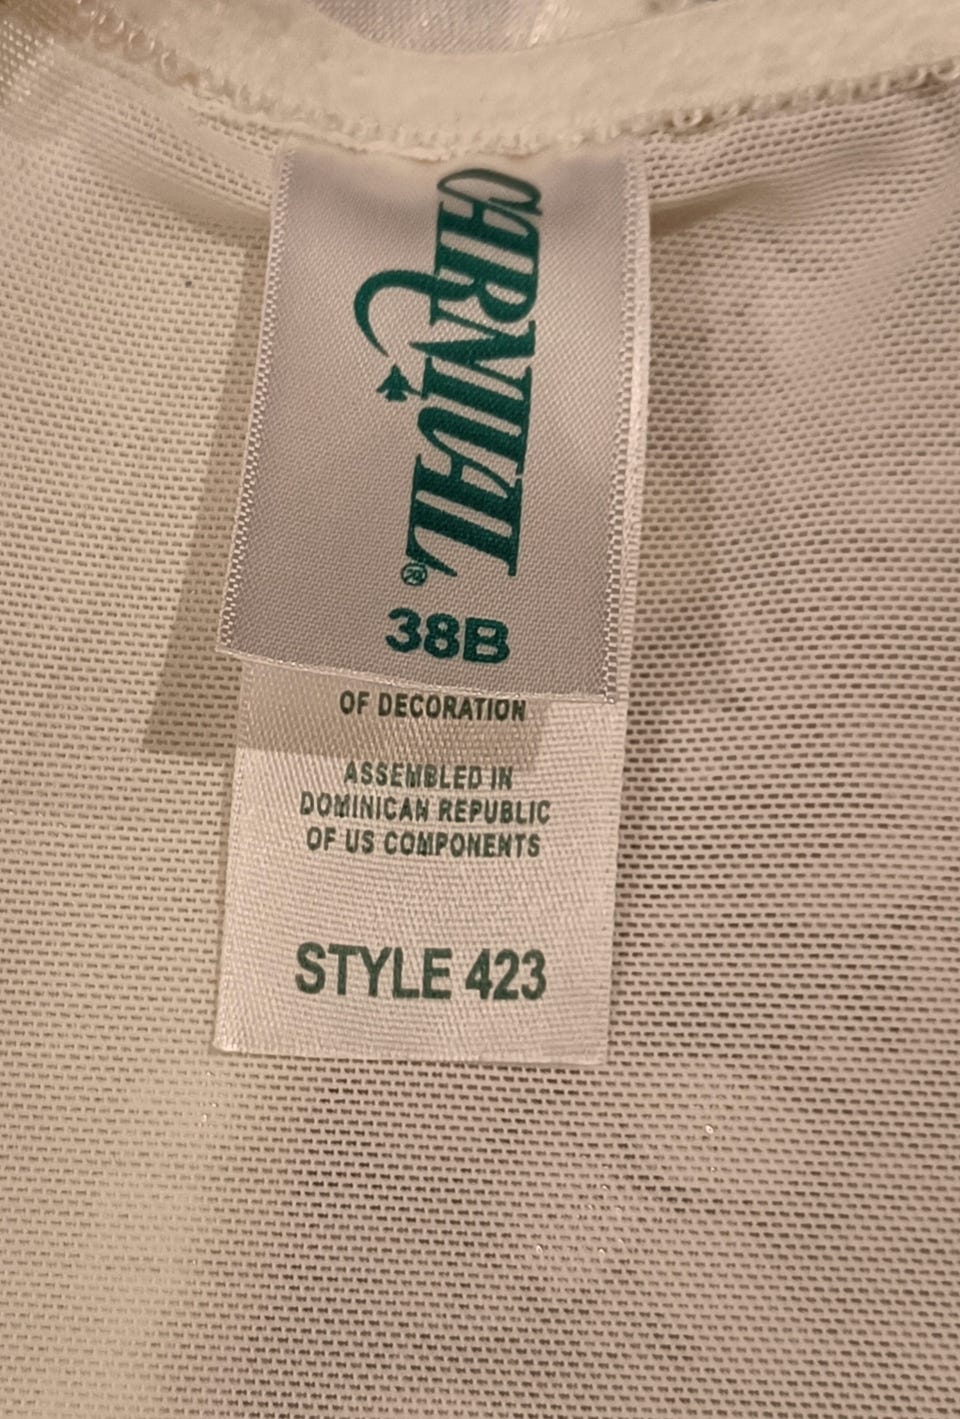 CARNIVAL®
38B
OF DECORATION
ASSEMBLED IN
DOMINICAN REPUBLIC
OF US COMPONENTS
STYLE 423